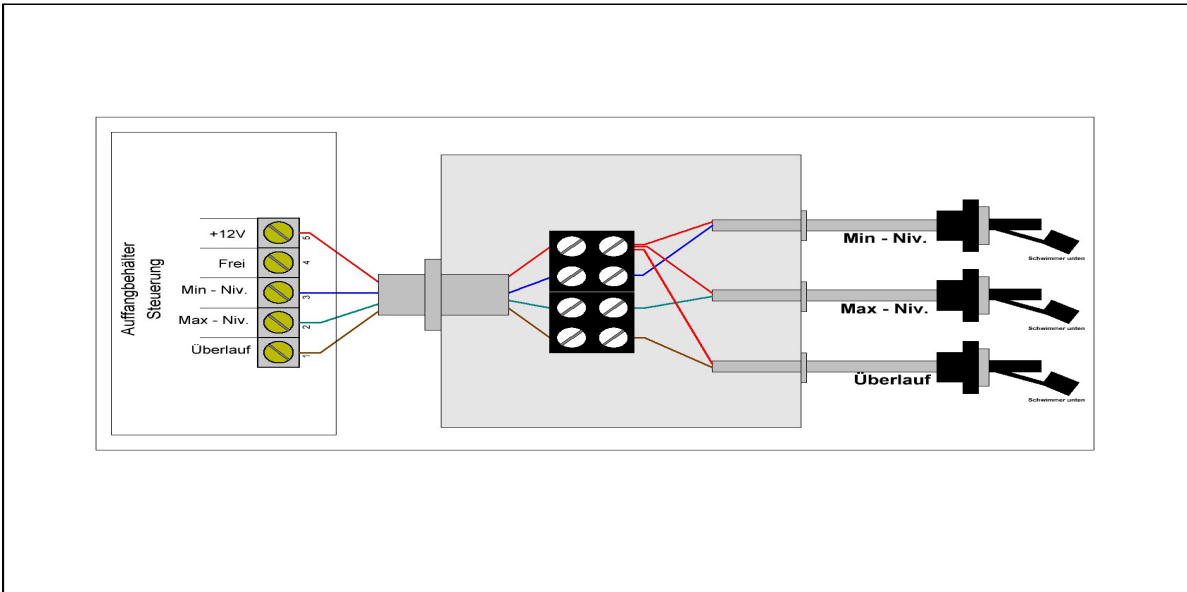 Auffangbehälter
Steuerung
+12V
5
Frei
4
Min - Niv.
3
Max - Niv.
2
Überlauf
1
Min - Niv.
Schwimmer unten
Max - Niv.
Schwimmer unten
Überlauf
Schwimmer unten